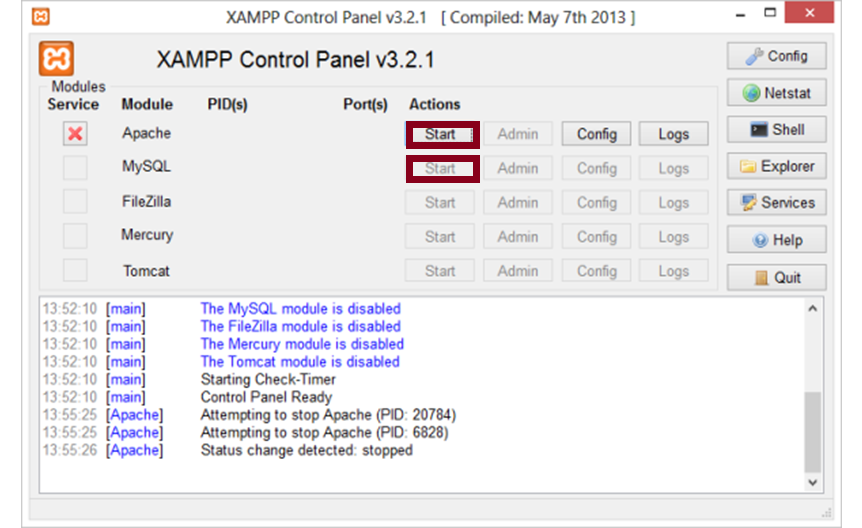 XAMPP Control Panel v3.2.1 [ Compiled: May 7th 2013 ]
XAMPP Control Panel v3.2.1
Config
Modules
Service Module PID(s) Port(s) Actions
Netstat
Apache Start Admin Config Logs
Shell
MySQL Start Admin Config Logs
Explorer
FileZilla Start Admin Config Logs
Services
Mercury Start Admin Config Logs
Help
Tomcat Start Admin Config Logs
Quit
13:52:10 [main] The MySQL module is disabled
13:52:10 [main] The FileZilla module is disabled
13:52:10 [main] The Mercury module is disabled
13:52:10 [main] The Tomcat module is disabled
13:52:10 [main] Starting Check-Timer
13:52:10 [main] Control Panel Ready
13:55:25 [Apache] Attempting to stop Apache (PID: 20784)
13:55:25 [Apache] Attempting to stop Apache (PID: 6828)
13:55:26 [Apache] Status change detected: stopped